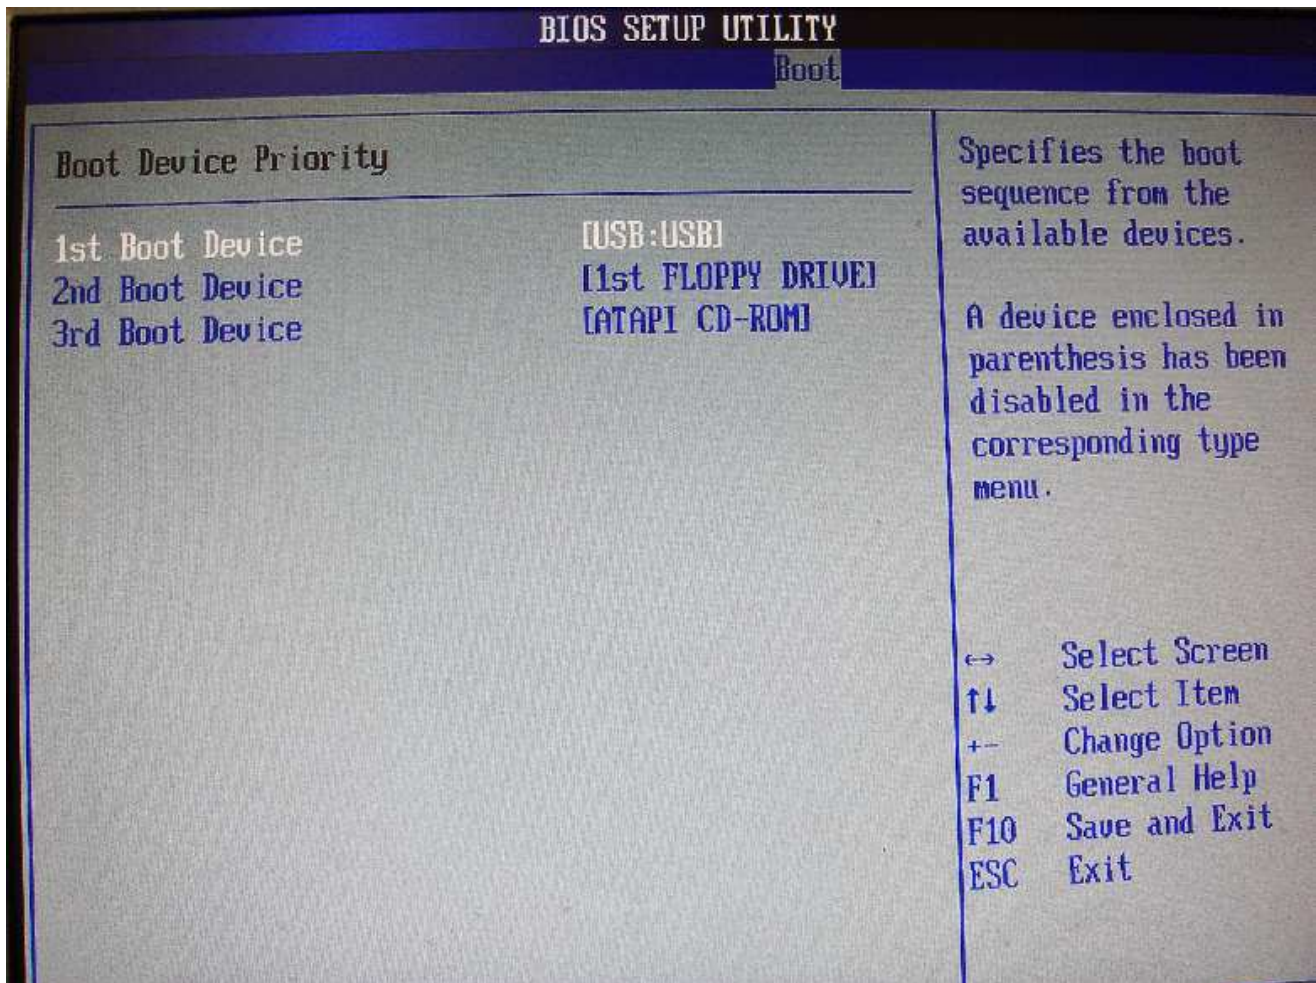 BIOS SETUP UTILITY
Boot
Boot Device Priority
1st Boot Device [USB:USB]
2nd Boot Device [1st FLOPPY DRIVE]
3rd Boot Device [ATAPI CD-ROM]
Specifies the boot
sequence from the
available devices.
A device enclosed in
parenthesis has been
disabled in the
corresponding type
menu.
↔ Select Screen
↑↓ Select Item
+- Change Option
F1 General Help
F10 Save and Exit
ESC Exit